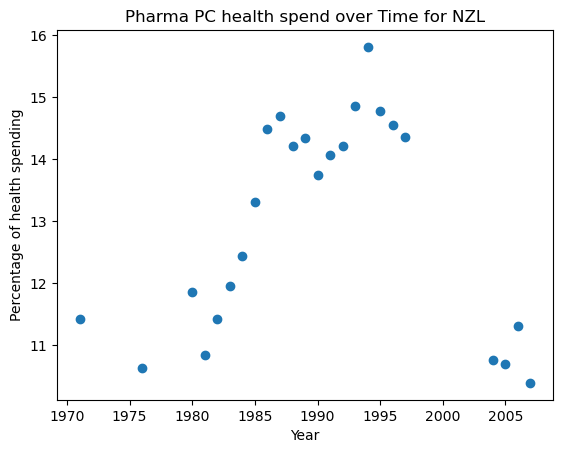 Pharma PC health spend over Time for NZL
16
15
14
13
12
11
Percentage of health spending
1970 1975 1980 1985 1990 1995 2000 2005
Year